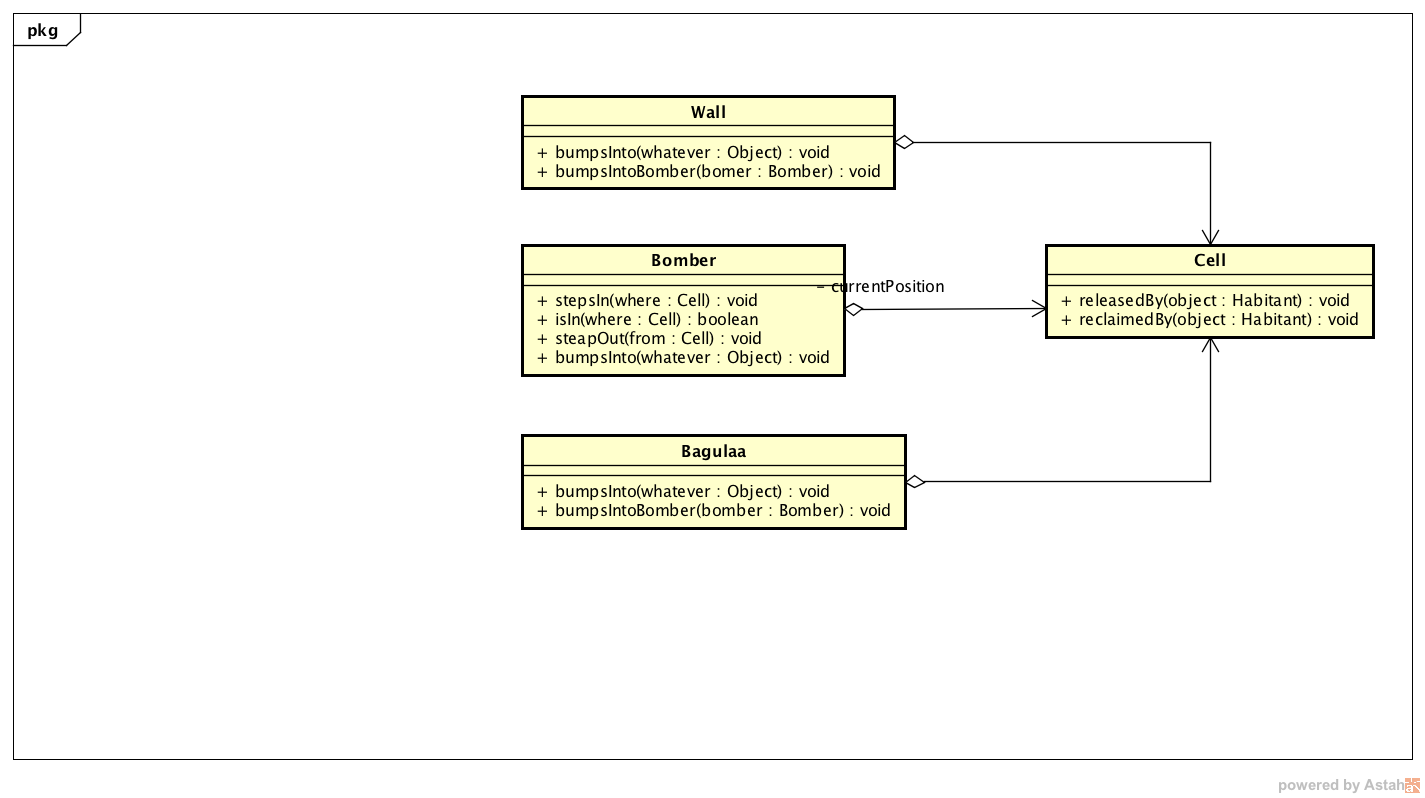 pkg
Wall
+ bumpsInto(whatever : Object) : void
+ bumpsIntoBomber(bomer : Bomber) : void
Bomber
+ stepsIn(where : Cell) : void
+ isIn(where : Cell) : boolean
+ steapOut(from : Cell) : void
+ bumpsInto(whatever : Object) : void
- currentPosition
Cell
+ releasedBy(object : Habitant) : void
+ reclaimedBy(object : Habitant) : void
Bagulaa
+ bumpsInto(whatever : Object) : void
+ bumpsIntoBomber(bomber : Bomber) : void
powered by Astah